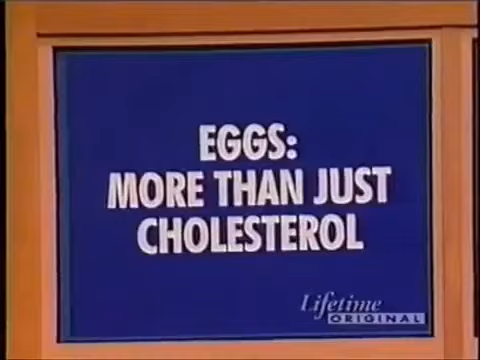 EGGS:
MORE THAN JUST
CHOLESTEROL
Lifetime
ORIGINAL